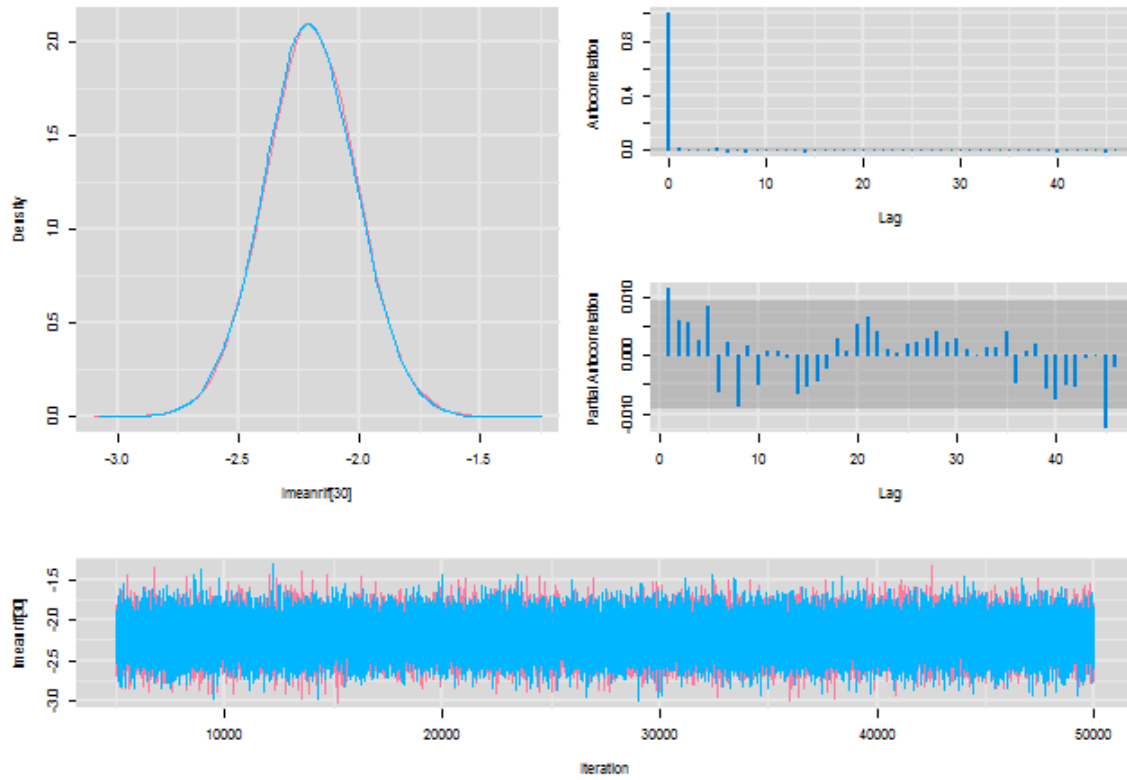 Density
0.0 0.5 1.0 1.5 2.0
-3.0 -2.5 -2.0 -1.5
lmeanrif[30]
Autocorrelation
0.0 0.4 0.8
0 10 20 30 40
Lag
Partial Autocorrelation
-0.010 0.000 0.010
0 10 20 30 40
Lag
lmeanrif[30]
-3.0 -2.5 -2.0 -1.5
10000 20000 30000 40000 50000
Iteration